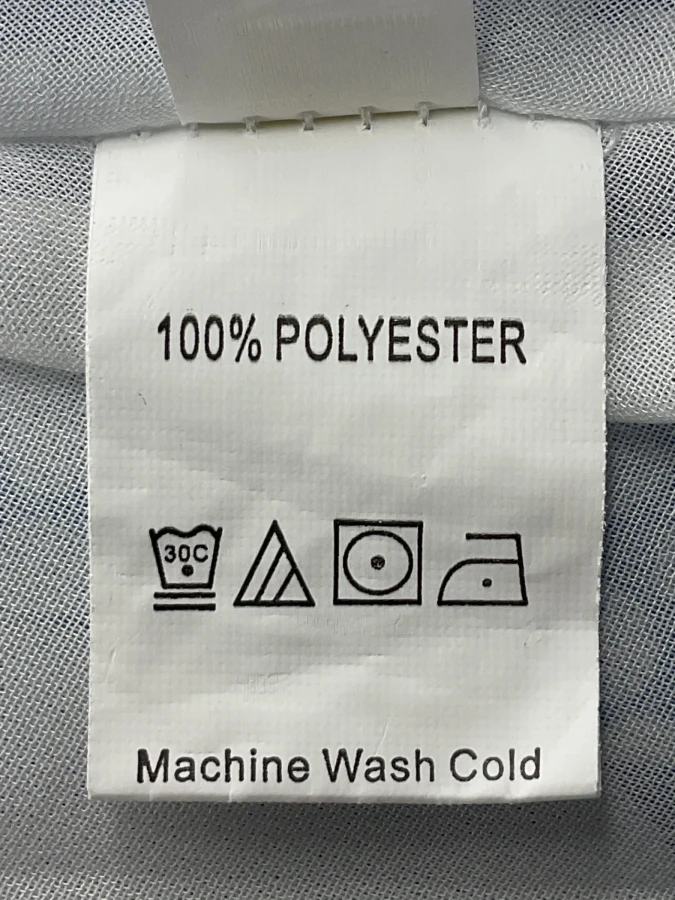 100% POLYESTER
30C
Machine Wash Cold